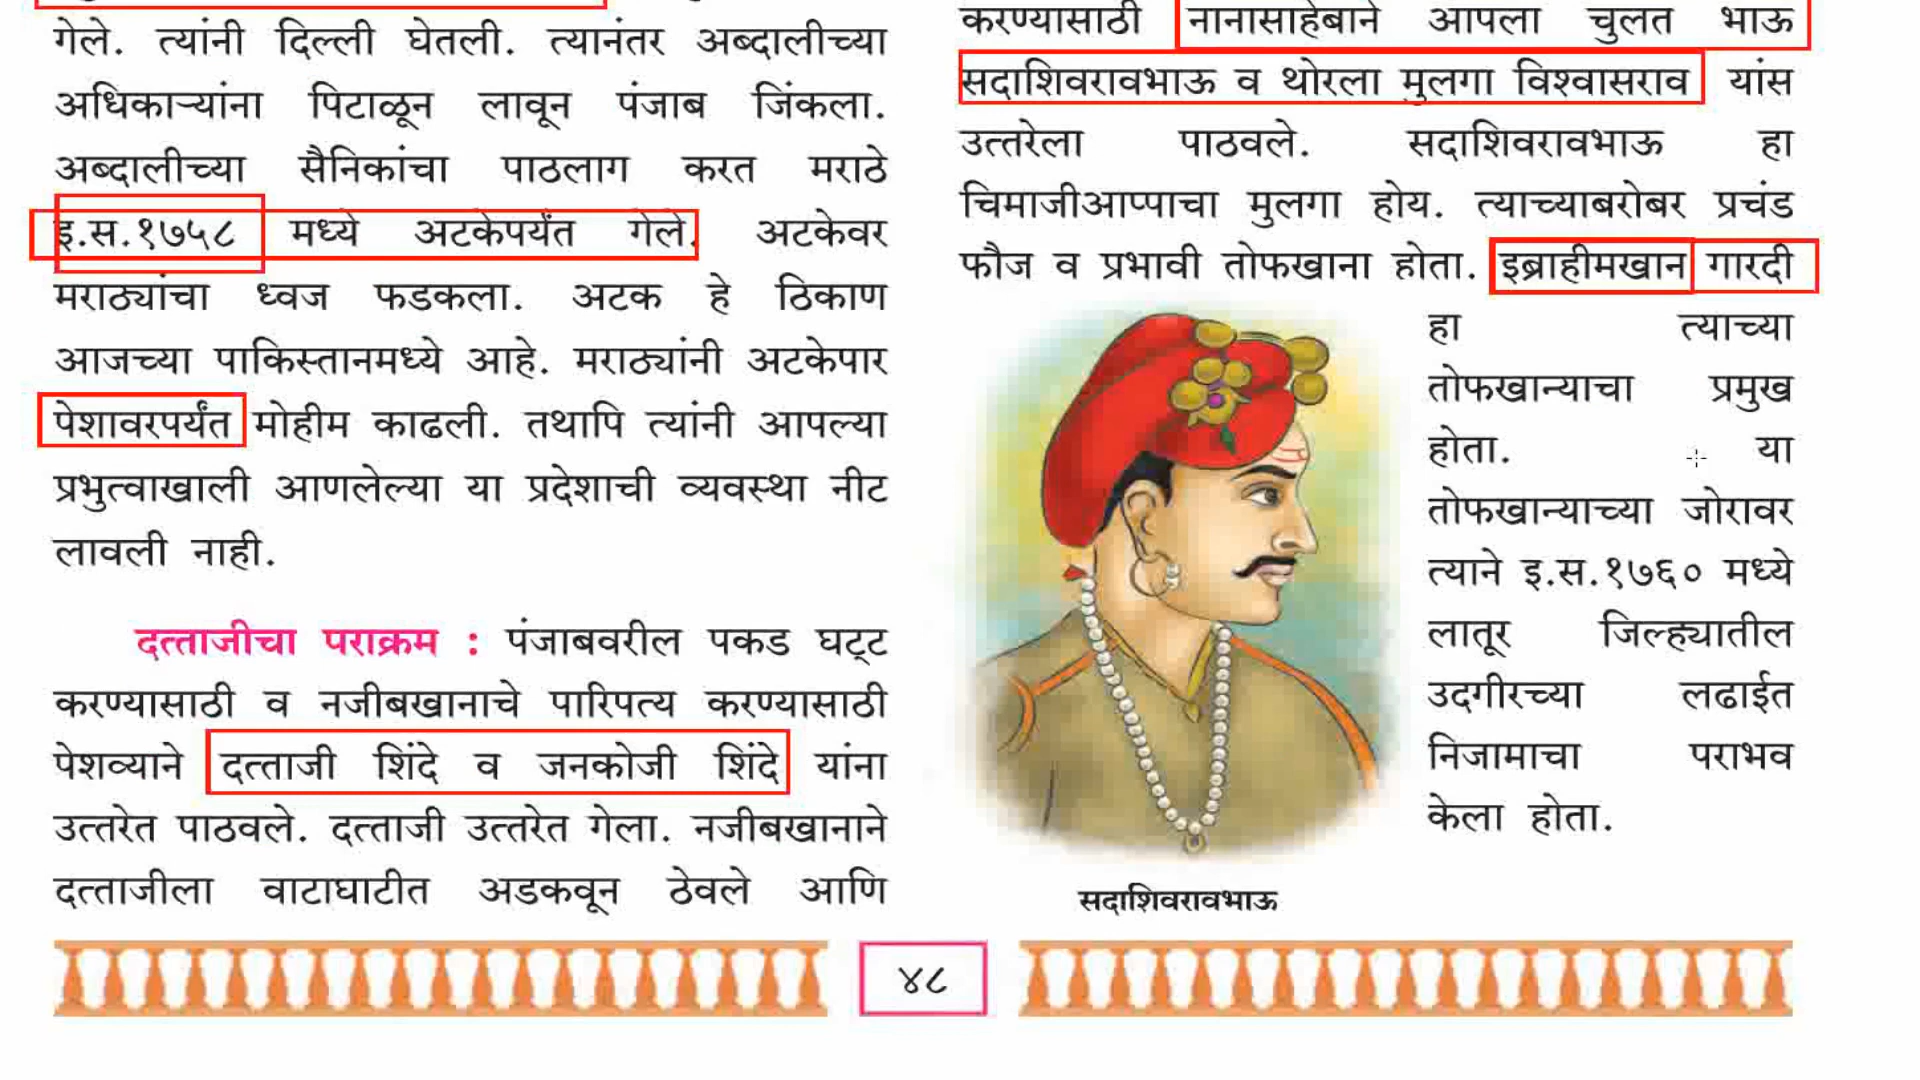 गेले. त्यांनी दिल्ली घेतली. त्यानंतर अब्दालीच्या
अधिकाऱ्यांना पिटाळून लावून पंजाब जिंकला.
अब्दालीच्या सैनिकांचा पाठलाग करत मराठे
इ.स.१७५८ मध्ये अटकेपर्यंत गेले. अटकेवर
मराठ्यांचा ध्वज फडकला. अटक हे ठिकाण
आजच्या पाकिस्तानमध्ये आहे. मराठ्यांनी अटकेपार
पेशावरपर्यंत मोहीम काढली. तथापि त्यांनी आपल्या
प्रभुत्वाखाली आणलेल्या या प्रदेशाची व्यवस्था नीट
लावली नाही.
दत्ताजीचा पराक्रम : पंजाबवरील पकड घट्ट
करण्यासाठी व नजीबखानाचे पारिपत्य करण्यासाठी
पेशव्याने दत्ताजी शिंदे व जनकोजी शिंदे यांना
उत्तरेत पाठवले. दत्ताजी उत्तरेत गेला. नजीबखानाने
दत्ताजीला वाटाघाटीत अडकवून ठेवले आणि
करण्यासाठी नानासाहेबाने आपला चुलत भाऊ
सदाशिवरावभाऊ व थोरला मुलगा विश्वासराव यांस
उत्तरेला पाठवले. सदाशिवरावभाऊ हा
चिमाजीआप्पाचा मुलगा होय. त्याच्याबरोबर प्रचंड
फौज व प्रभावी तोफखाना होता. इब्राहीमखान गारदी
हा त्याच्या
तोफखान्याचा प्रमुख
होता. या
तोफखान्याच्या जोरावर
त्याने इ.स.१७६० मध्ये
लातूर जिल्ह्यातील
उदगीरच्या लढाईत
निजामाचा पराभव
केला होता.
सदाशिवरावभाऊ
४८